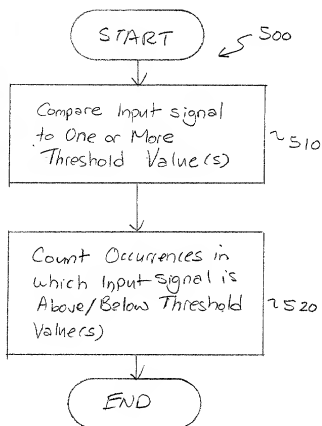 START
500
Compare Input signal
to One or More
Threshold Value(s)
510
Count Occurrences in
which Input Signal is
Above/Below Threshold
Value(s)
520
END